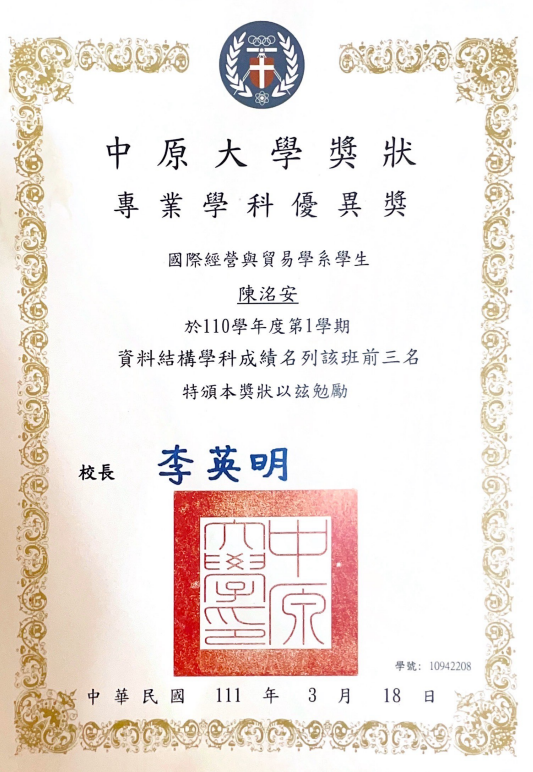 中原大學獎狀
專業學科優異獎
國際經營與貿易學系學生
陳洺安
於110學年度第1學期
資料結構學科成績名列該班前三名
特頒本獎狀以茲勉勵
校長 李英明
中原大學印
學號: 10942208
中華民國 111 年 3 月 18 日